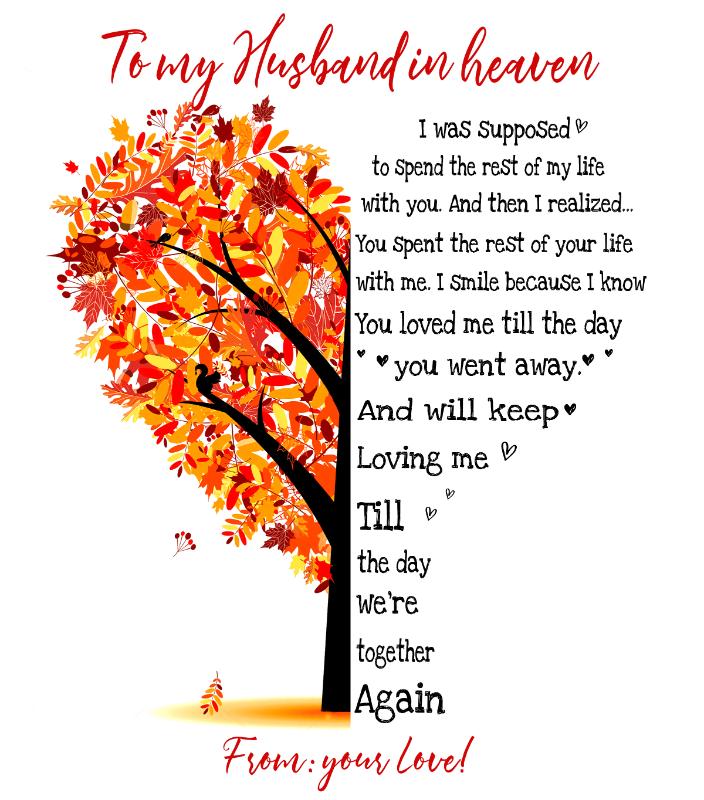 To my Husband in heaven
I was supposed
to spend the rest of my life
with you. And then I realized...
You spent the rest of your life
with me. I smile because I know
You loved me till the day
you went away.
And will keep
Loving me
Till
the day
we're
together
Again
From: your Love!